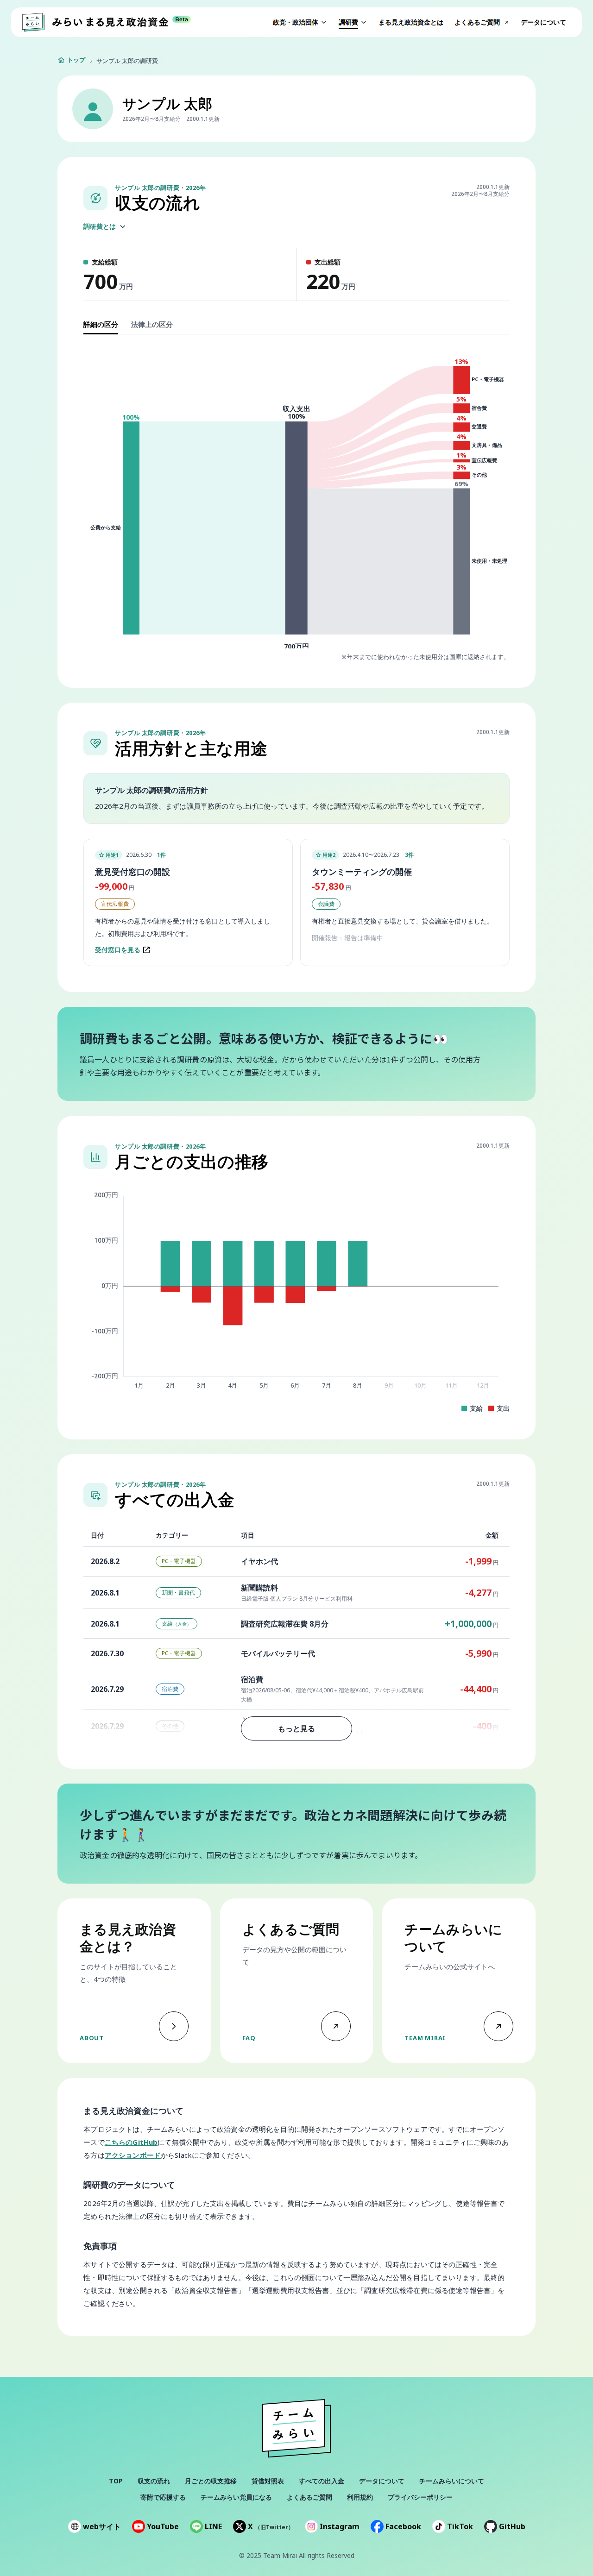 チーム
みらい
みらい まる見え政治資金 Beta
政党・政治団体
調研費
まる見え政治資金とは
よくあるご質問
データについて
トップ
サンプル 太郎の調研費
サンプル 太郎
2026年2月〜8月支給分 2000.1.1更新
サンプル 太郎の調研費・2026年
収支の流れ
2000.1.1更新
2026年2月〜8月支給分
調研費とは
支給総額
700万円
支出総額
220万円
詳細の区分
法律上の区分
13%
PC・電子機器
5%
宿舎費
4%
交通費
4%
文房具・備品
1%
宣伝広報費
3%
その他
69%
未使用・未処理
収入支出
100%
100%
公費から支給
700万円
※年末までに使われなかった未使用分は国庫に返納されます。
サンプル 太郎の調研費・2026年
活用方針と主な用途
2000.1.1更新
サンプル 太郎の調研費の活用方針
2026年2月の当選後、まずは議員事務所の立ち上げに使っています。今後は調査活動や広報の比重を増やしていく予定です。
用途1 2026.6.30 1件
意見受付窓口の開設
-99,000円
宣伝広報費
有権者からの意見や陳情を受け付ける窓口として導入しまし
た。初期費用および利用料です。
受付窓口を見る
用途2 2026.4.10〜2026.7.23 3件
タウンミーティングの開催
-57,830円
会議費
有権者と直接意見交換する場として、貸会議室を借りました。
開催報告：報告は準備中
調研費もまるごと公開。意味ある使い方か、検証できるように👀
議員一人ひとりに支給される調研費の原資は、大切な税金。だから使わせていただいた分は1件ずつ公開し、その使用方
針や主要な用途もわかりやすく伝えていくことが重要だと考えています。
サンプル 太郎の調研費・2026年
月ごとの支出の推移
2000.1.1更新
200万円
100万円
0万円
-100万円
-200万円
1月 2月 3月 4月 5月 6月 7月 8月 9月 10月 11月 12月
支給 支出
サンプル 太郎の調研費・2026年
すべての出入金
2000.1.1更新
日付 カテゴリー 項目 金額
2026.8.2 PC・電子機器 イヤホン代 -1,999円
2026.8.1 新聞・書籍代 新聞購読料 -4,277円
日経電子版 個人プラン 8月分サービス利用料
2026.8.1 支給（入金） 調査研究広報滞在費 8月分 +1,000,000円
2026.7.30 PC・電子機器 モバイルバッテリー代 -5,990円
2026.7.29 宿泊費 宿泊費 -44,400円
宿泊2026/08/05-06、宿泊代¥44,000＋宿泊税¥400、アパホテル広島駅前
大橋
2026.7.29 その他 -400円
もっと見る
少しずつ進んでいますがまだまだです。政治とカネ問題解決に向けて歩み続
けます🚶🚶‍♀️
政治資金の徹底的な透明化に向けて、国民の皆さまとともに少しずつですが着実に歩んでまいります。
まる見え政治資
金とは？
このサイトが目指していること
と、4つの特徴
ABOUT
よくあるご質問
データの見方や公開の範囲につい
て
FAQ
チームみらいに
ついて
チームみらいの公式サイトへ
TEAM MIRAI
まる見え政治資金について
本プロジェクトは、チームみらいによって政治資金の透明化を目的に開発されたオープンソースソフトウェアです。すでにオープンソ
ースでこちらのGitHubにて無償公開中であり、政党や所属を問わず利用可能な形で提供しております。開発コミュニティにご興味のあ
る方はアクションボードからSlackにご参加ください。
調研費のデータについて
2026年2月の当選以降、仕訳が完了した支出を掲載しています。費目はチームみらい独自の詳細区分にマッピングし、使途等報告書で
定められた法律上の区分にも切り替えて表示できます。
免責事項
本サイトで公開するデータは、可能な限り正確かつ最新の情報を反映するよう努めていますが、現時点においてはその正確性・完全
性・即時性について保証するものではありません。今後は、これらの側面について一層踏み込んだ公開を目指してまいります。最終的
な収支は、別途公開される「政治資金収支報告書」「選挙運動費用収支報告書」並びに「調査研究広報滞在費に係る使途等報告書」を
ご確認ください。
チーム
みらい
TOP 収支の流れ 月ごとの収支推移 貸借対照表 すべての出入金 データについて チームみらいについて
寄附で応援する チームみらい党員になる よくあるご質問 利用規約 プライバシーポリシー
webサイト YouTube LINE X（旧Twitter） Instagram Facebook TikTok GitHub
© 2025 Team Mirai All rights Reserved